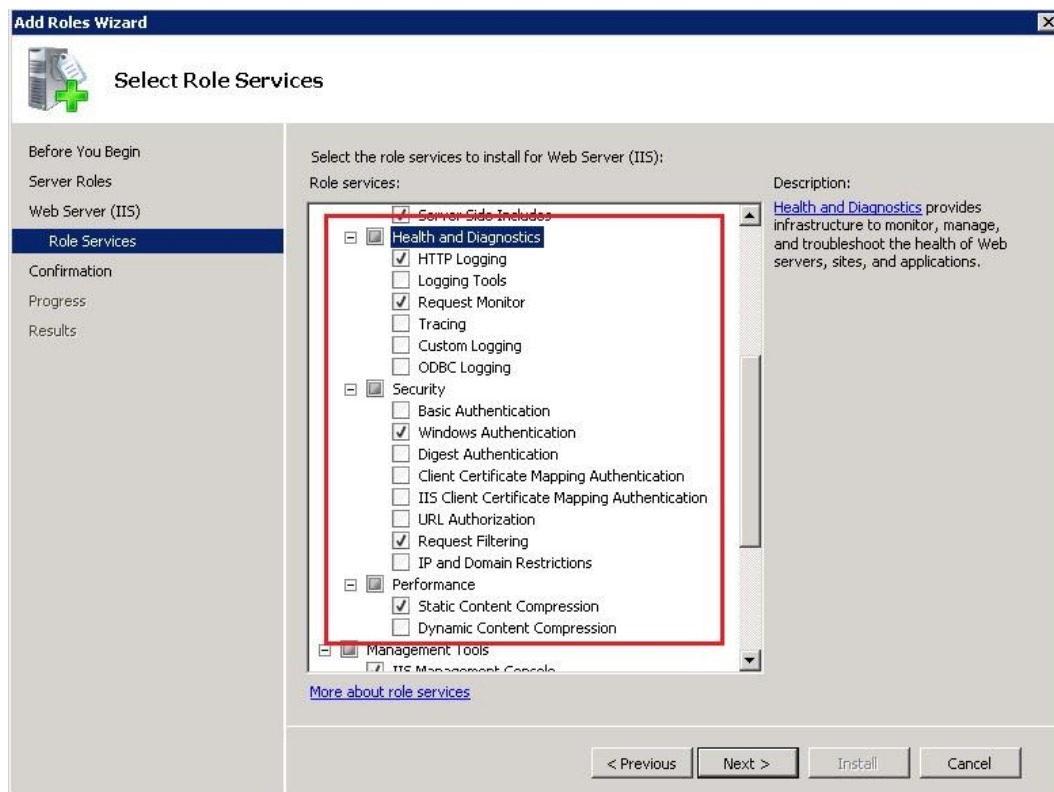 Add Roles Wizard
Select Role Services
Before You Begin
Server Roles
Web Server (IIS)
Role Services
Confirmation
Progress
Results
Select the role services to install for Web Server (IIS):
Role services:
Server Side Includes
Health and Diagnostics
HTTP Logging
Logging Tools
Request Monitor
Tracing
Custom Logging
ODBC Logging
Security
Basic Authentication
Windows Authentication
Digest Authentication
Client Certificate Mapping Authentication
IIS Client Certificate Mapping Authentication
URL Authorization
Request Filtering
IP and Domain Restrictions
Performance
Static Content Compression
Dynamic Content Compression
Management Tools
IIS Management Console
More about role services
Description:
Health and Diagnostics provides
infrastructure to monitor, manage,
and troubleshoot the health of Web
servers, sites, and applications.
< Previous
Next >
Install
Cancel